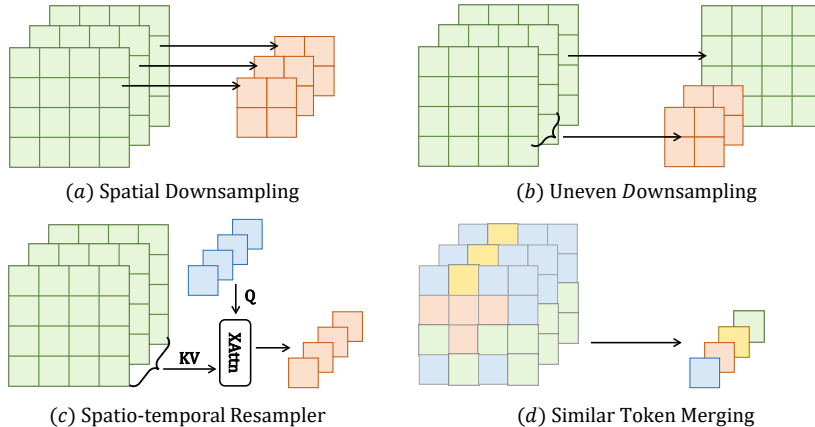 (a) Spatial Downsampling
(b) Uneven Downsampling
Q
XAttn
KV
(c) Spatio-temporal Resampler
(d) Similar Token Merging